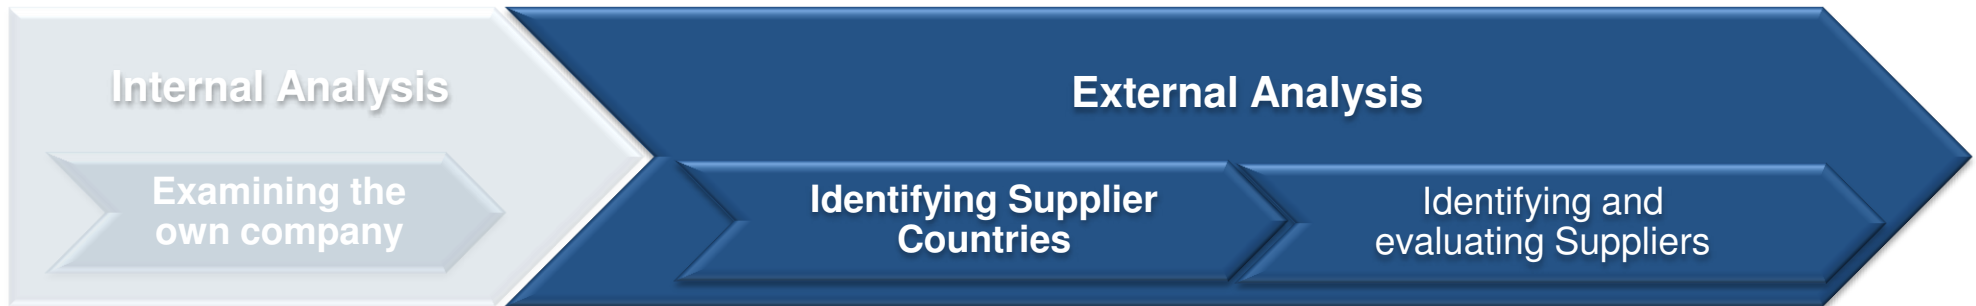 Internal Analysis
Examining the
own company
External Analysis
Identifying Supplier
Countries
Identifying and
evaluating Suppliers